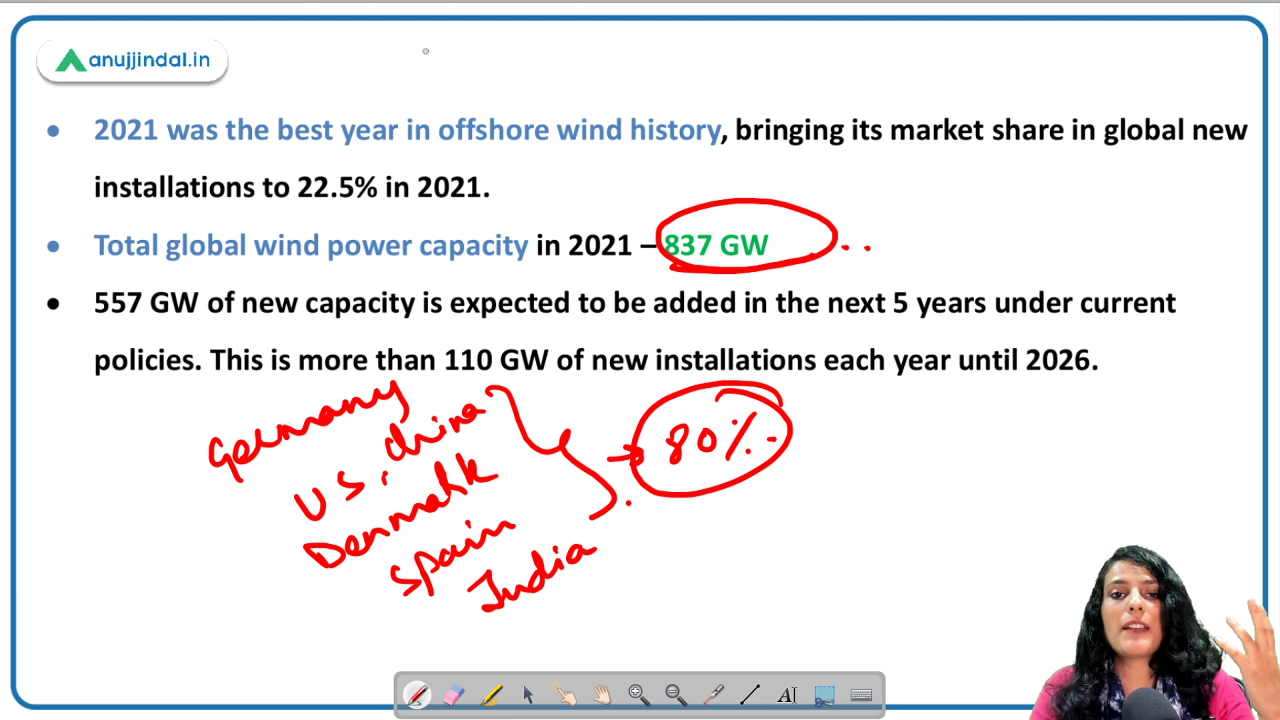 anujjindal.in
• 2021 was the best year in offshore wind history, bringing its market share in global new
installations to 22.5% in 2021.
• Total global wind power capacity in 2021 – 837 GW
• 557 GW of new capacity is expected to be added in the next 5 years under current
policies. This is more than 110 GW of new installations each year until 2026.
Germany
US, China
Denmark
Spain
India
80%
A